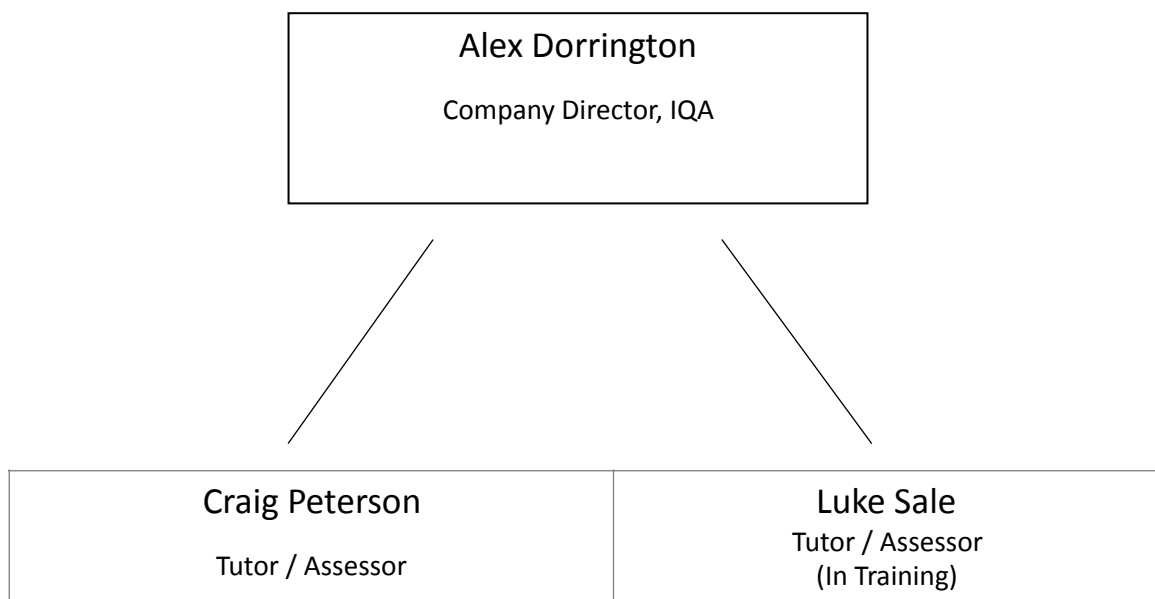 Alex Dorrington
Company Director, IQA
Craig Peterson
Tutor / Assessor
Luke Sale
Tutor / Assessor
(In Training)